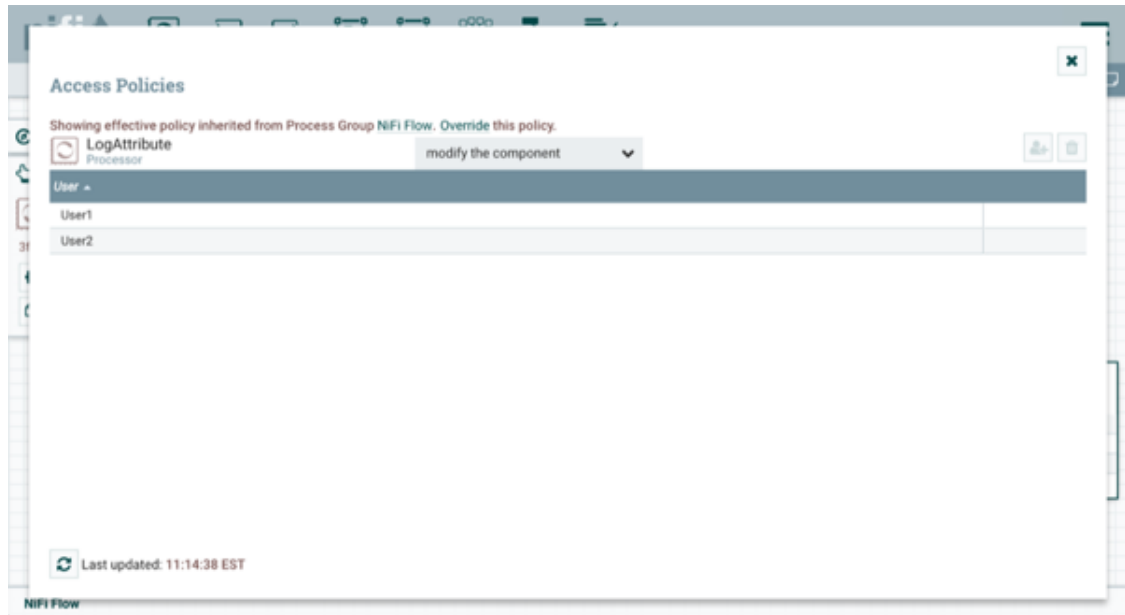 Access Policies
Showing effective policy inherited from Process Group NiFi Flow. Override this policy.
LogAttribute
Processor
modify the component
User
User1
User2
Last updated: 11:14:38 EST
NiFi Flow